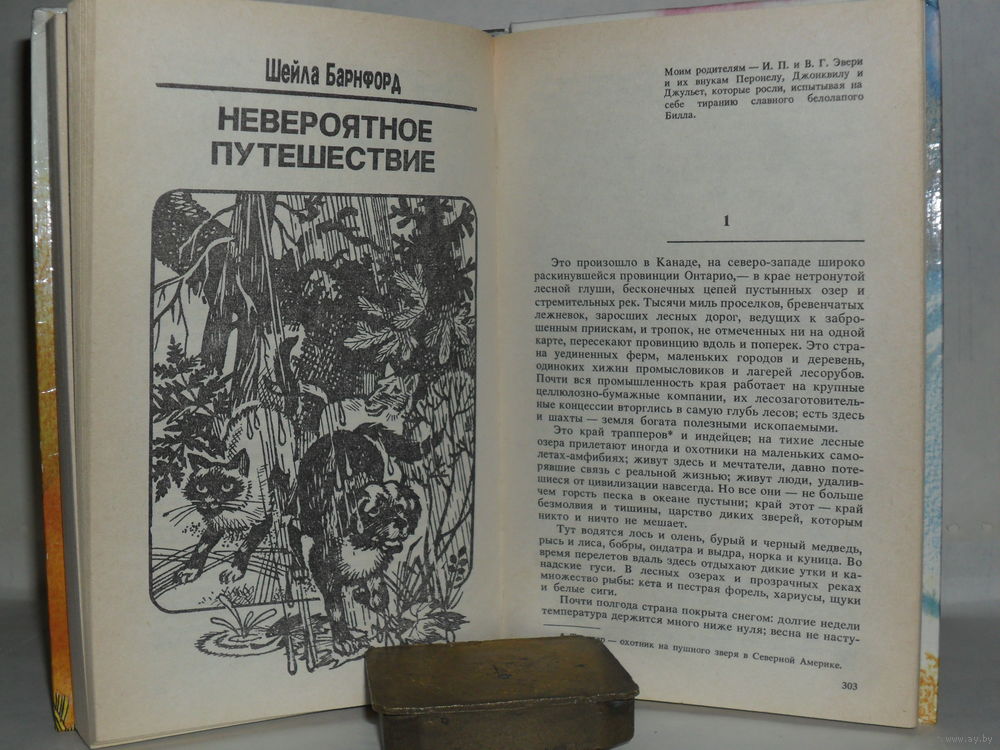 Шейла Барнфорд
НЕВЕРОЯТНОЕ
ПУТЕШЕСТВИЕ
Моим родителям — И. П. и В. Г. Эвери
и их внукам Перонелу, Джонквилу и
Джульет, которые росли, испытывая на
себе тиранию славного белолапого
Билла.
1
Это произошло в Канаде, на северо-западе широко
раскинувшейся провинции Онтарио,— в крае нетронутой
лесной глуши, бесконечных цепей пустынных озер и
стремительных рек. Тысячи миль проселков, бревенчатых
лежневок, заросших лесных дорог, ведущих к забро-
шенным приискам, и тропок, не отмеченных ни на одной
карте, пересекают провинцию вдоль и поперек. Это стра-
на уединенных ферм, маленьких городов и деревень,
одиноких хижин промысловиков и лагерей лесорубов.
Почти вся промышленность края работает на крупные
целлюлозно-бумажные компании, их лесозаготовитель-
ные концессии вторглись в самую глубь лесов; есть здесь
и шахты — земля богата полезными ископаемыми.
Это край трапперов* и индейцев; на тихие лесные
озера прилетают иногда и охотники на маленьких само-
летах-амфибиях; живут здесь и мечтатели, давно поте-
рявшие связь с реальной жизнью; живут люди, удалив-
шиеся от цивилизации навсегда. Но все они — не больше
чем горсть песка в океане пустыни; край этот — край
безмолвия и тишины, царство диких зверей, которым
никто и ничто не мешает.
Тут водятся лось и олень, бурый и черный медведь,
рысь и лиса, бобры, ондатра и выдра, норка и куница. Во
время перелетов вдаль здесь отдыхают дикие утки и ка-
надские гуси. В лесных озерах и прозрачных реках
множество рыбы: кета и пестрая форель, хариусы, щуки
и белые сиги.
Почти полгода страна покрыта снегом: долгие недели
температура держится много ниже нуля; весна не насту-
— охотник на пушного зверя в Северной Америке.
303
www.ay.by